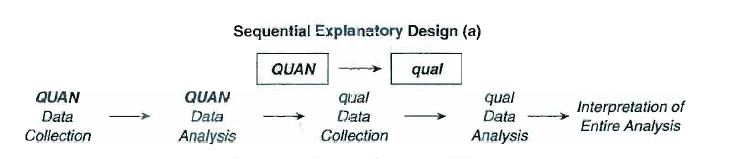 Sequential Explanatory Design (a)
QUAN
qual
QUAN QUAN qual qual
Data Data Data Data Interpretation of
Collection Analysis Collection Analysis Entire Analysis